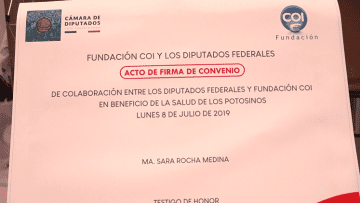 CÁMARA DE
DIPUTADOS
COI
Fundación
FUNDACIÓN COI Y LOS DIPUTADOS FEDERALES
ACTO DE FIRMA DE CONVENIO
DE COLABORACIÓN ENTRE LOS DIPUTADOS FEDERALES Y FUNDACIÓN COI
EN BENEFICIO DE LA SALUD DE LOS POTOSINOS
LUNES 8 DE JULIO DE 2019
MA. SARA ROCHA MEDINA
TESTIGO DE HONOR